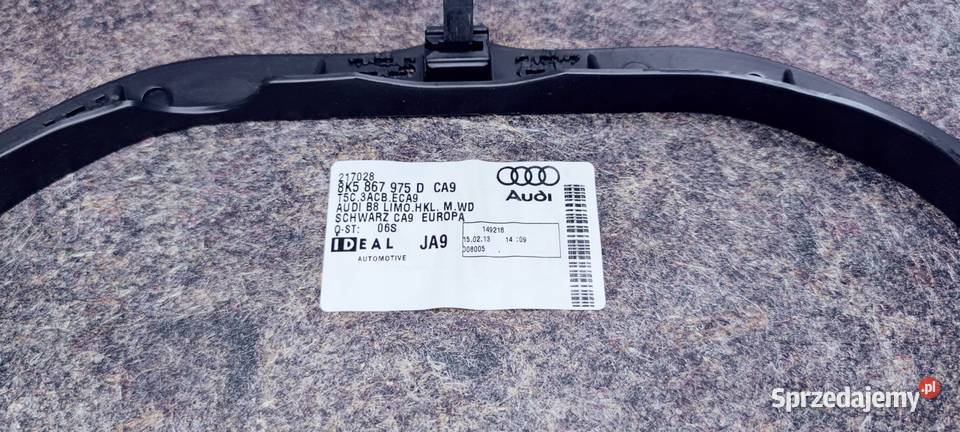 217028
8K5 867 975 D CA9
T5C.3ACB.ECA9
AUDI B8 LIMO.HKL. M.WD
SCHWARZ CA9 EUROPA
Q-ST: 06S
IDEAL JA9
AUTOMOTIVE
Audi
149218
15.02.13 14:09
008005
Sprzedajemy.pl